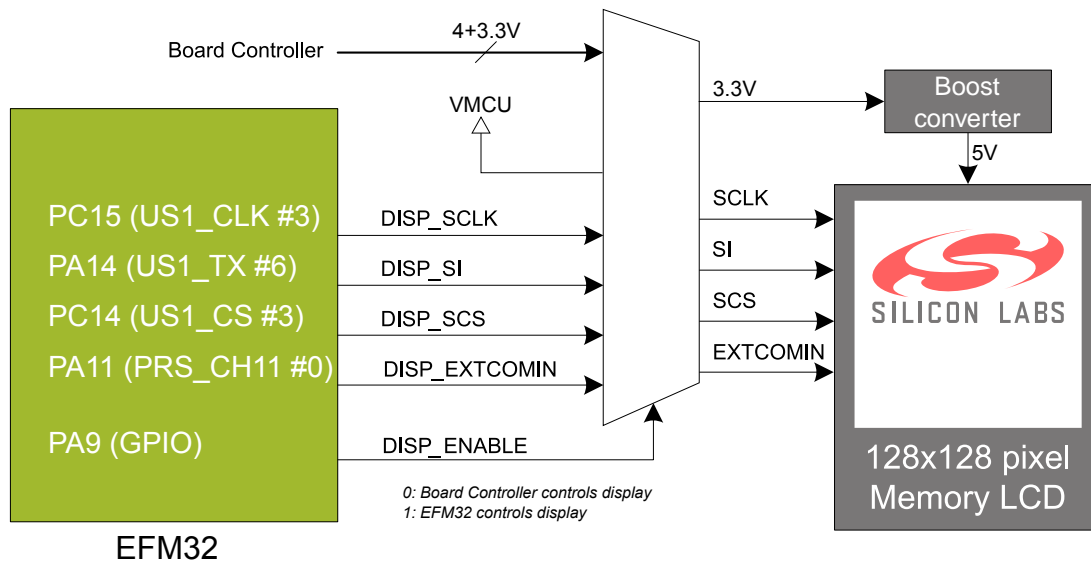 Board Controller
4+3.3V
VMCU
3.3V
Boost
converter
5V
PC15 (US1_CLK #3)
DISP_SCLK
SCLK
PA14 (US1_TX #6)
DISP_SI
SI
PC14 (US1_CS #3)
DISP_SCS
SCS
PA11 (PRS_CH11 #0)
DISP_EXTCOMIN
EXTCOMIN
SILICON LABS
PA9 (GPIO)
DISP_ENABLE
0: Board Controller controls display
1: EFM32 controls display
128x128 pixel
Memory LCD
EFM32